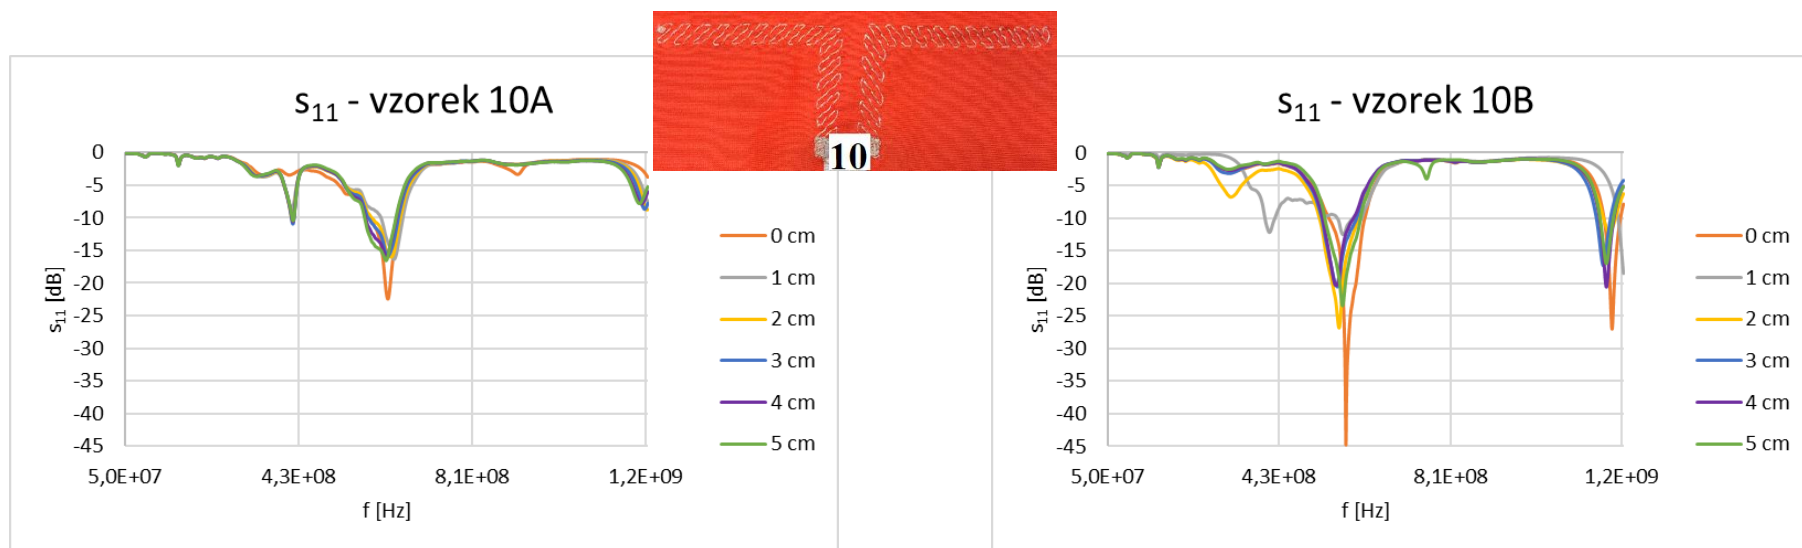 s₁₁ - vzorek 10A
0
-5
-10
-15
-20
-25
-30
-35
-40
-45
s₁₁ [dB]
5,0E+07 4,3E+08 8,1E+08 1,2E+09
f [Hz]
0 cm
1 cm
2 cm
3 cm
4 cm
5 cm
10
s₁₁ - vzorek 10B
0
-5
-10
-15
-20
-25
-30
-35
-40
-45
s₁₁ [dB]
5,0E+07 4,3E+08 8,1E+08 1,2E+09
f [Hz]
0 cm
1 cm
2 cm
3 cm
4 cm
5 cm